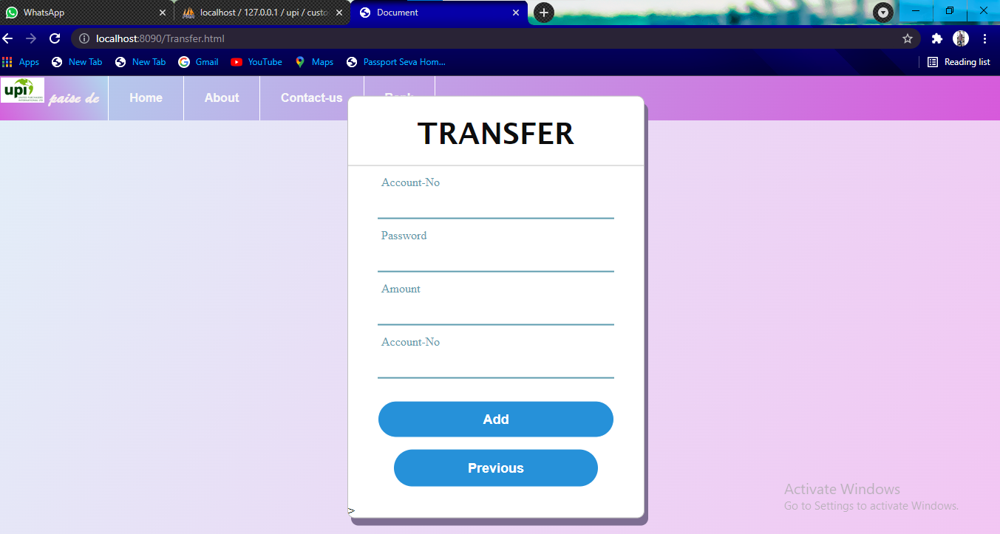 WhatsApp
localhost / 127.0.0.1 / upi / custo
Document
localhost:8090/Transfer.html
Apps
New Tab
New Tab
Gmail
YouTube
Maps
Passport Seva Hom...
Reading list
upi
paise de
Home
About
Contact-us
TRANSFER
Account-No
Password
Amount
Account-No
Add
Previous
>
Activate Windows
Go to Settings to activate Windows.